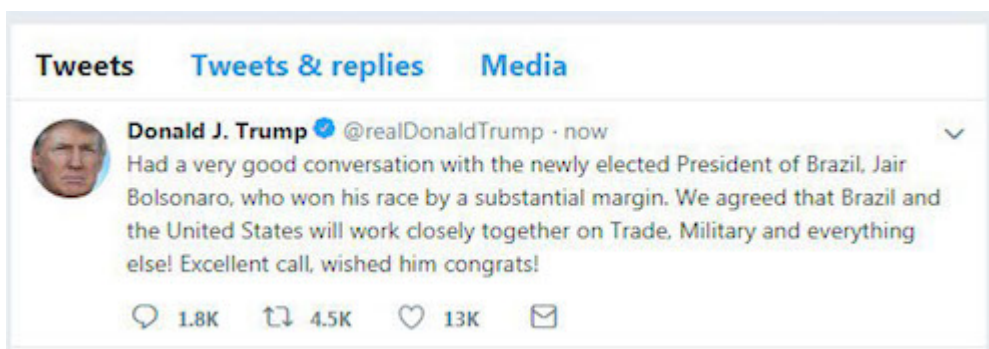 Tweets Tweets & replies Media
Donald J. Trump @realDonaldTrump · now
Had a very good conversation with the newly elected President of Brazil, Jair
Bolsonaro, who won his race by a substantial margin. We agreed that Brazil and
the United States will work closely together on Trade, Military and everything
else! Excellent call, wished him congrats!
1.8K 4.5K 13K